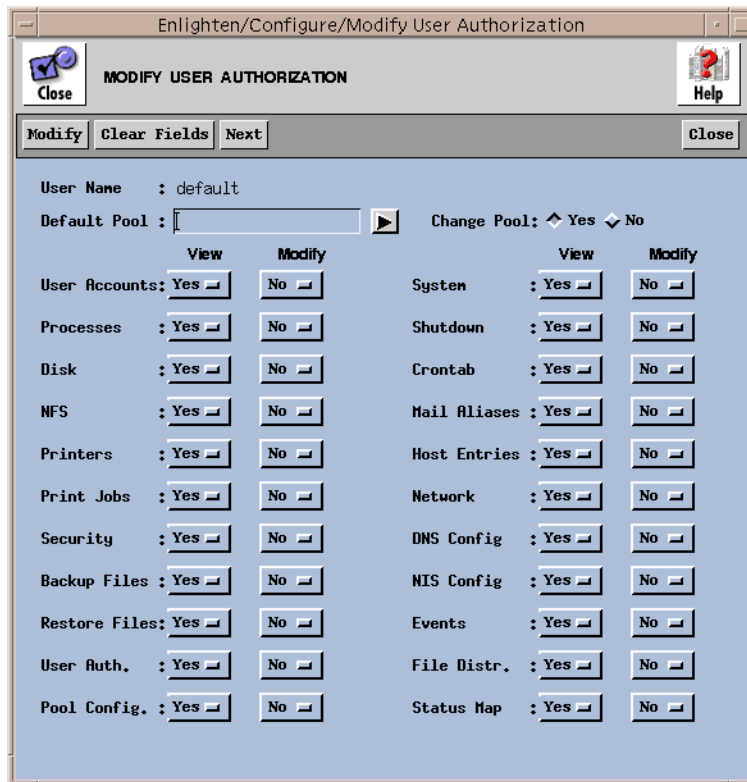 Enlighten/Configure/Modify User Authorization
Close
MODIFY USER AUTHORIZATION
Help
Modify Clear Fields Next Close
User Name : default
Default Pool : Change Pool: Yes No
View Modify View Modify
User Accounts: Yes No System : Yes No
Processes : Yes No Shutdown : Yes No
Disk : Yes No Crontab : Yes No
NFS : Yes No Mail Aliases : Yes No
Printers : Yes No Host Entries : Yes No
Print Jobs : Yes No Network : Yes No
Security : Yes No DNS Config : Yes No
Backup Files : Yes No NIS Config : Yes No
Restore Files: Yes No Events : Yes No
User Auth. : Yes No File Distr. : Yes No
Pool Config. : Yes No Status Map : Yes No